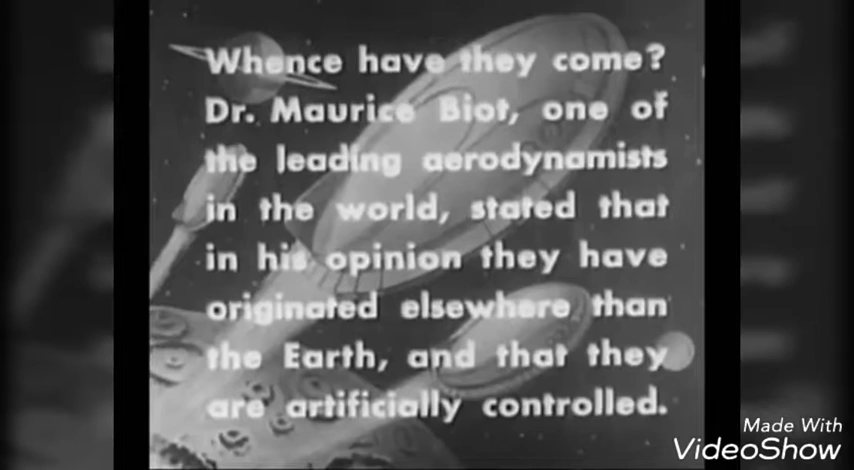 Whence have they come?
Dr. Maurice Biot, one of
the leading aerodynamists
in the world, stated that
in his opinion they have
originated elsewhere than
the Earth, and that they
are artificially controlled.
Made With
VideoShow